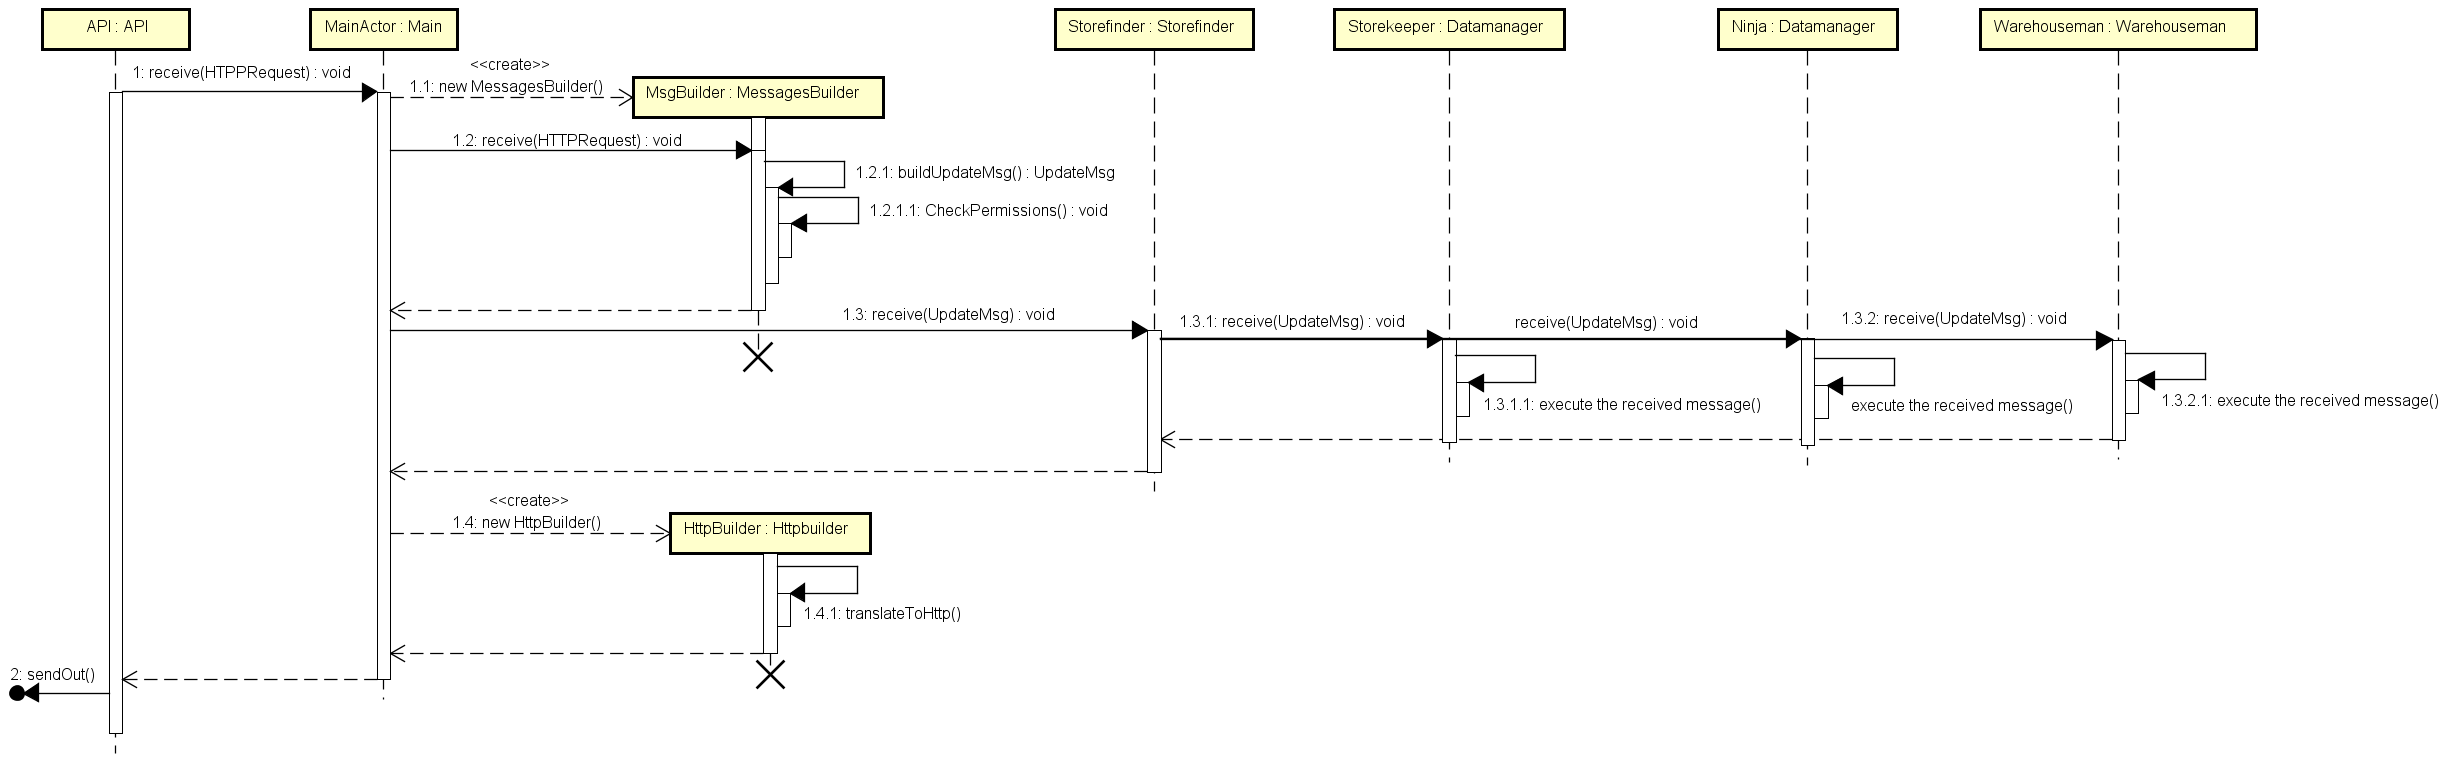 API : API
MainActor : Main
Storefinder : Storefinder
Storekeeper : Datamanager
Ninja : Datamanager
Warehouseman : Warehouseman
1: receive(HTPPRequest) : void
<<create>>
1.1: new MessagesBuilder()
MsgBuilder : MessagesBuilder
1.2: receive(HTTPRequest) : void
1.2.1: buildUpdateMsg() : UpdateMsg
1.2.1.1: CheckPermissions() : void
1.3: receive(UpdateMsg) : void
1.3.1: receive(UpdateMsg) : void
receive(UpdateMsg) : void
1.3.2: receive(UpdateMsg) : void
1.3.1.1: execute the received message()
execute the received message()
1.3.2.1: execute the received message()
<<create>>
1.4: new HttpBuilder()
HttpBuilder : Httpbuilder
1.4.1: translateToHttp()
2: sendOut()